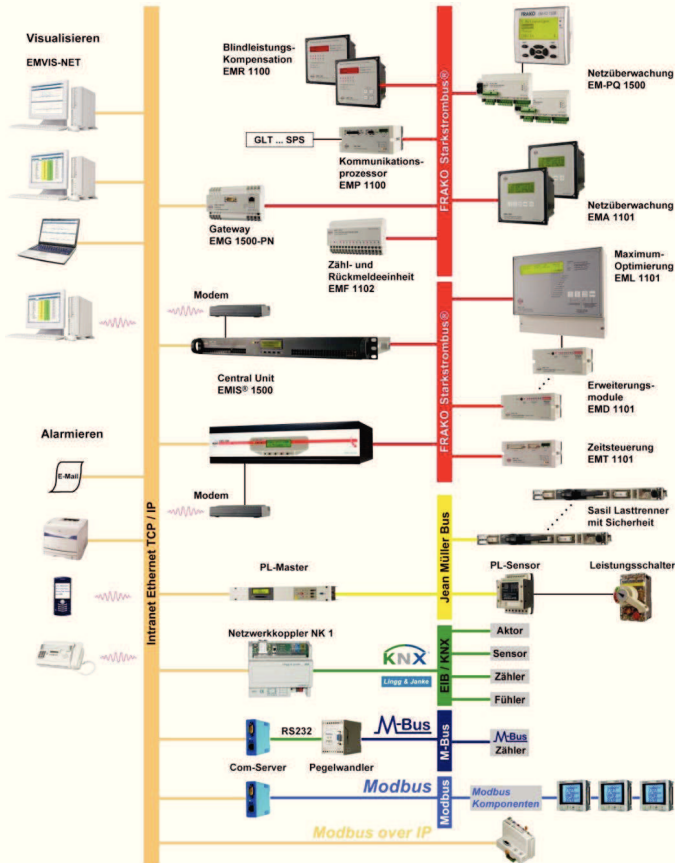 Visualisieren
EMVIS-NET
Blindleistungs-
Kompensation
EMR 1100
Netzüberwachung
EM-PQ 1500
GLT ... SPS
Kommunikations-
prozessor
EMP 1100
FRAKO Starkstrombus®
Netzüberwachung
EMA 1101
Gateway
EMG 1500-PN
Zähl- und
Rückmeldeeinheit
EMF 1102
Maximum-
Optimierung
EML 1101
Modem
Central Unit
EMIS® 1500
FRAKO Starkstrombus®
Erweiterungs-
module
EMD 1101
Alarmieren
Zeitsteuerung
EMT 1101
E-Mail
Modem
Intranet Ethernet TCP / IP
Sasil Lasttrenner
mit Sicherheit
Jean Müller Bus
PL-Master
PL-Sensor
Leistungsschalter
Netzwerkkoppler NK 1
KNX
Lingg & Janke
EIB / KNX
Aktor
Sensor
Zähler
Fühler
RS232
M-Bus
M-Bus
M-Bus
Zähler
Com-Server
Pegelwandler
Modbus
Modbus
Modbus
Komponenten
Modbus over IP